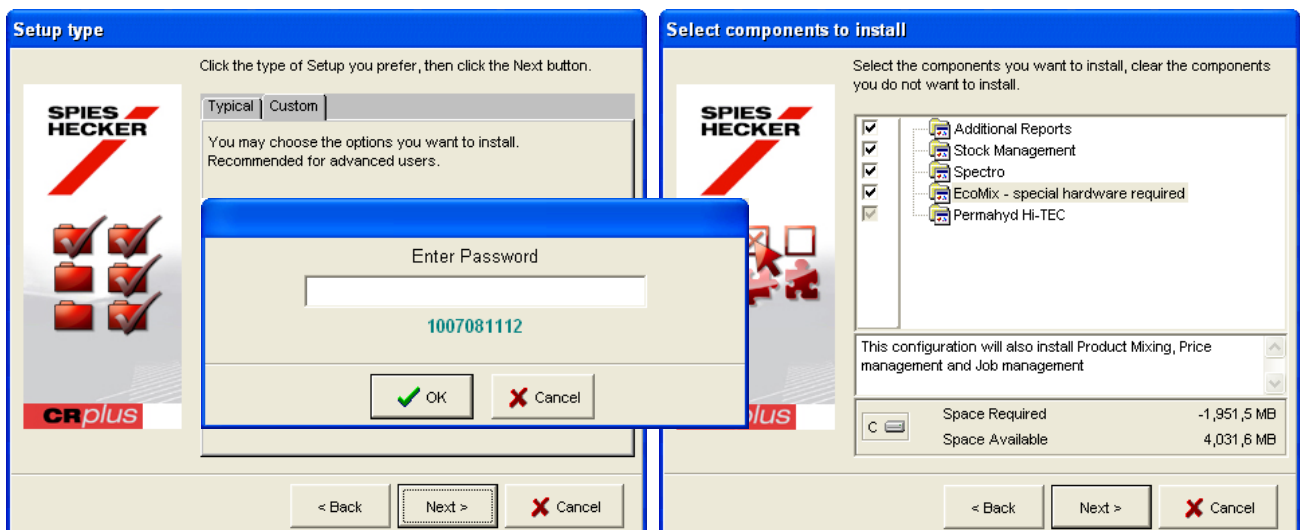 Setup type
Click the type of Setup you prefer, then click the Next button.
SPIES
HECKER
Typical
Custom
You may choose the options you want to install.
Recommended for advanced users.
Enter Password
1007081112
OK
Cancel
CRplus
< Back
Next >
Cancel
Select components to install
Select the components you want to install, clear the components
you do not want to install.
SPIES
HECKER
Additional Reports
Stock Management
Spectro
EcoMix - special hardware required
Permahyd Hi-TEC
This configuration will also install Product Mixing, Price
management and Job management
plus
C
Space Required
-1,951,5 MB
Space Available
4,031,6 MB
< Back
Next >
Cancel